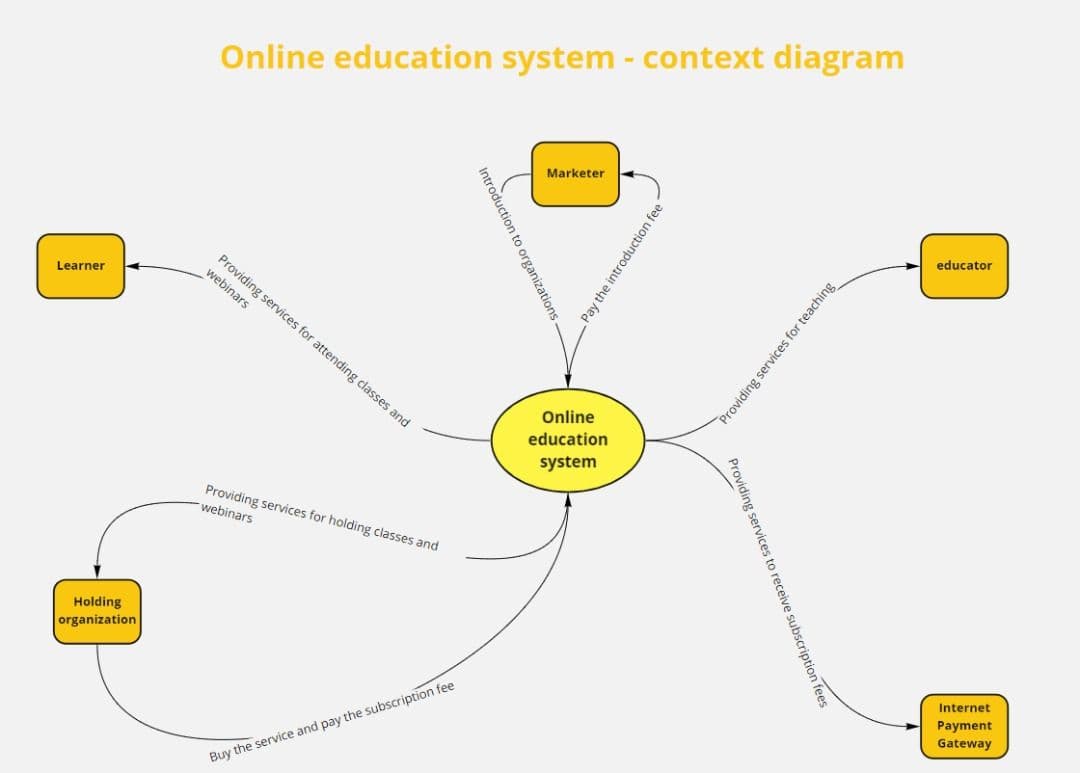 Online education system - context diagram
Marketer
Introduction to organizations
Pay the introduction fee
Learner
Providing services for attending classes and
webinars
educator
Providing services for teaching
Online
education
system
Providing services for holding classes and
webinars
Providing services to receive subscription fees
Holding
organization
Buy the service and pay the subscription fee
Internet
Payment
Gateway